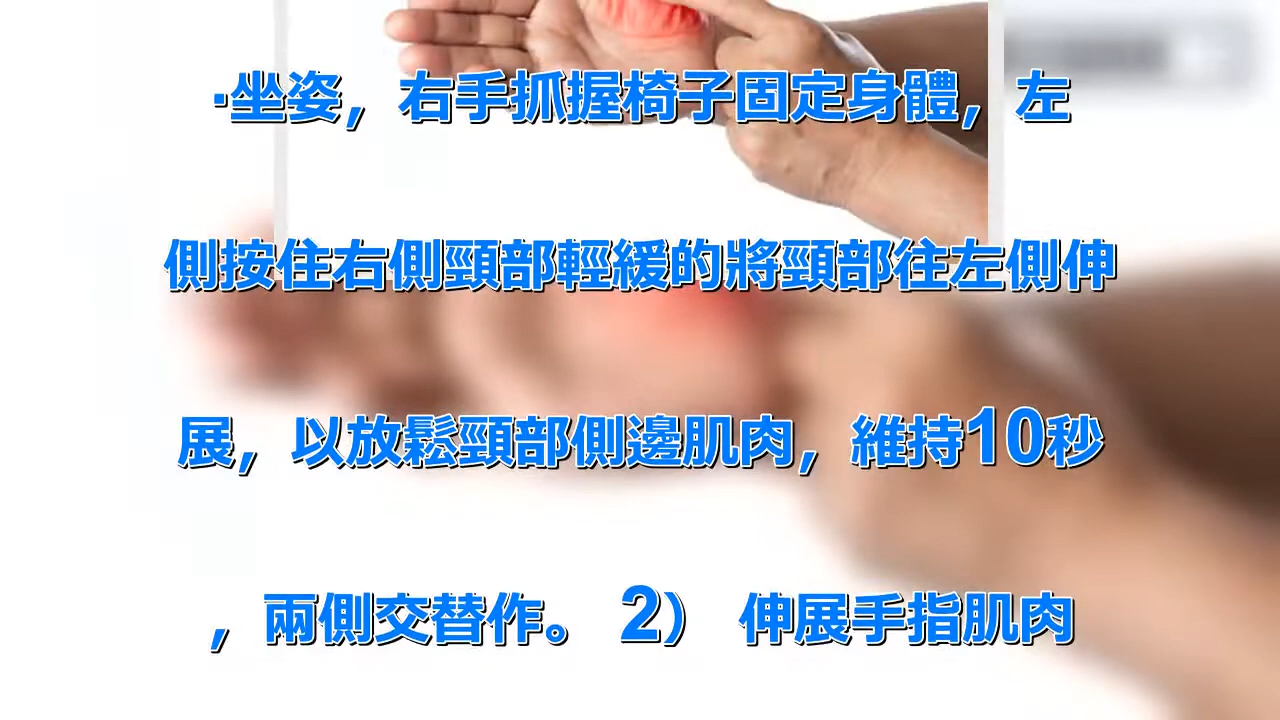 ·坐姿，右手抓握椅子固定身體，左
側按住右側頸部輕緩的將頸部往左側伸
展，以放鬆頸部側邊肌肉，維持10秒
，兩側交替作。 2） 伸展手指肌肉